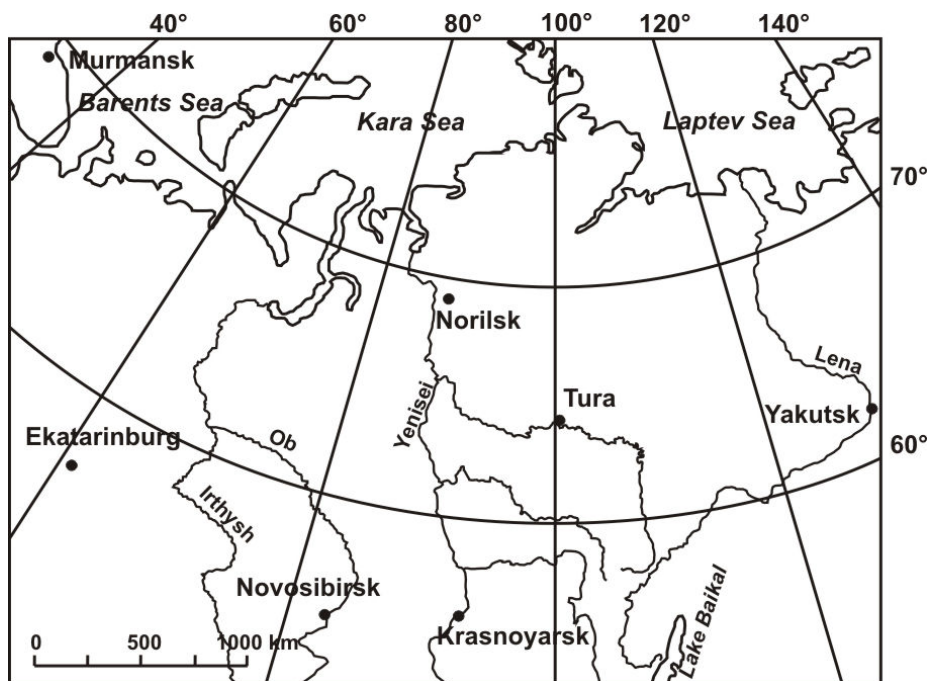 40° 60° 80° 100° 120° 140°
Murmansk
Barents Sea
Kara Sea
Laptev Sea
70°
Norilsk
Lena
Yenisei
Tura
Yakutsk
Ekatarinburg
Ob
60°
Irthysh
Novosibirsk
Krasnoyarsk
Lake Baikal
0 500 1000 km